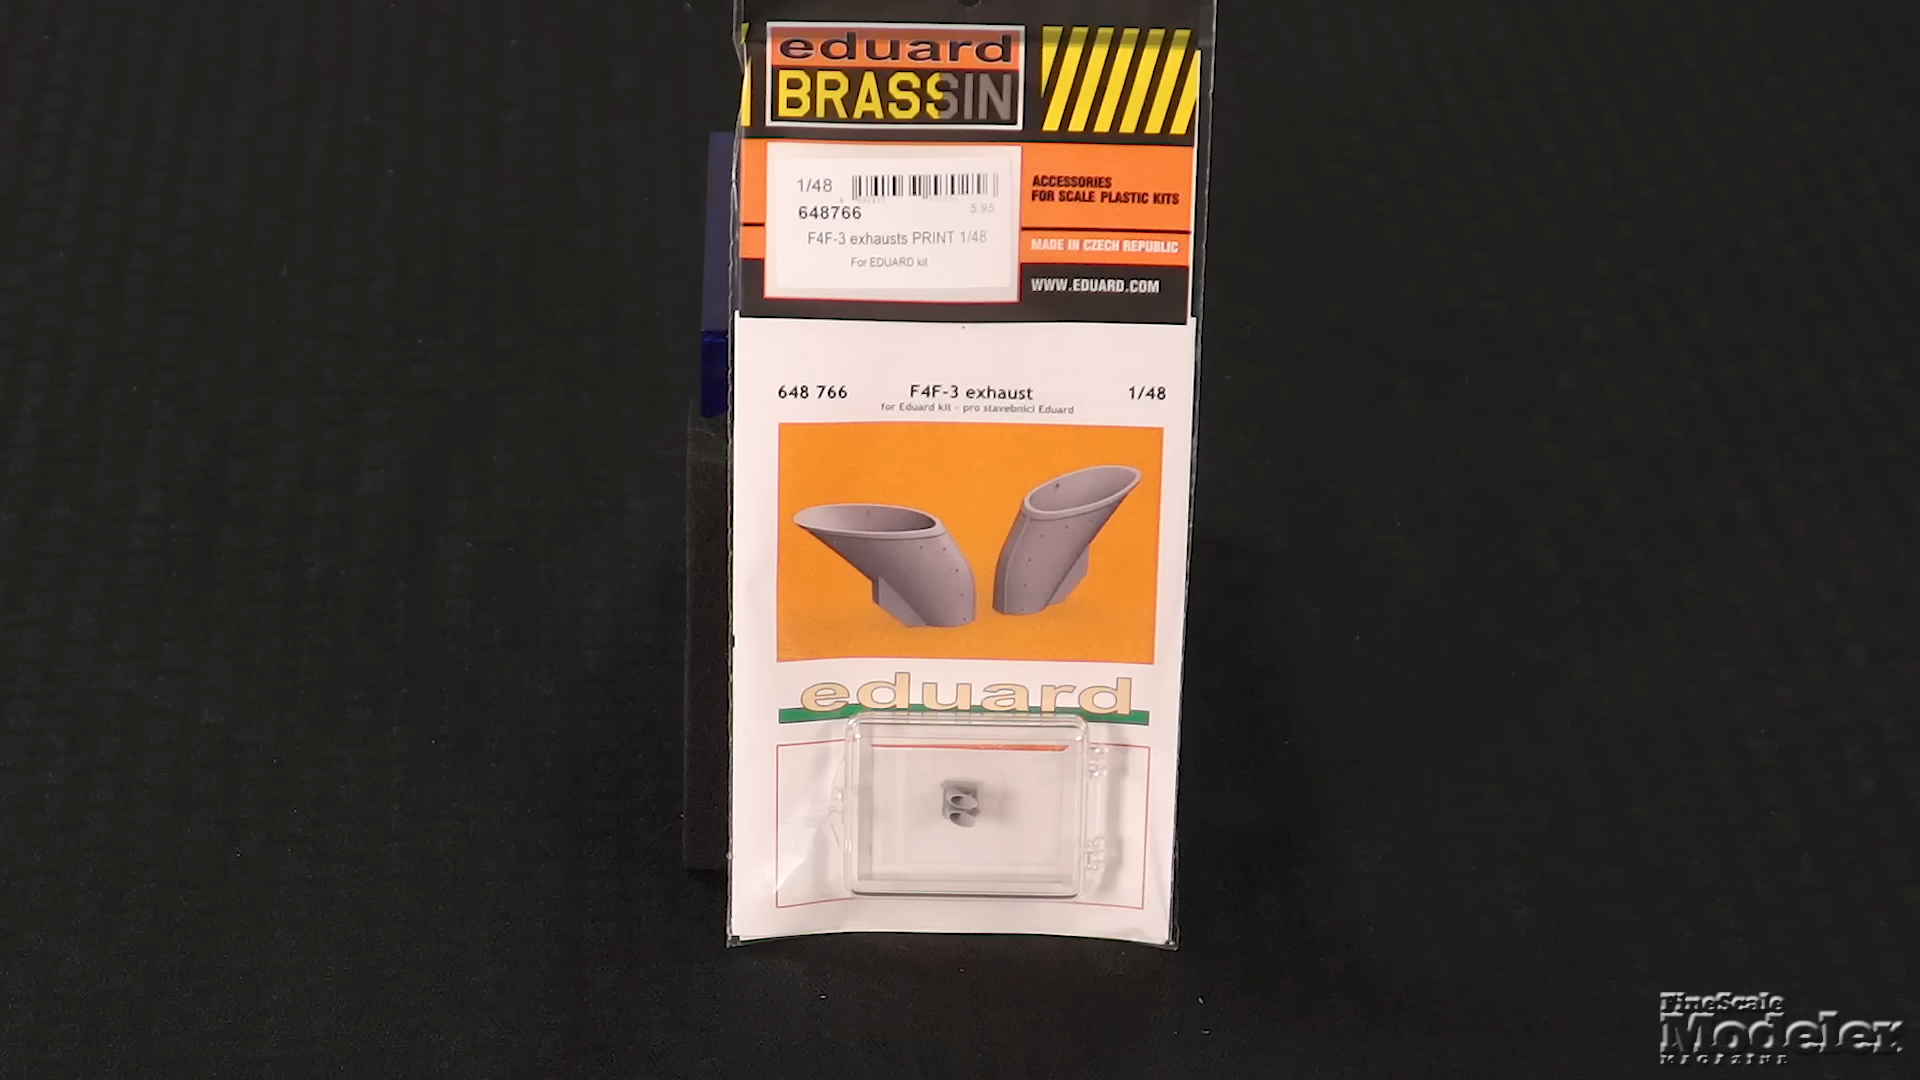 eduard
BRASSIN
1/48
648766
5.95
F4F-3 exhausts PRINT 1/48
For EDUARD kit
ACCESSORIES
FOR SCALE PLASTIC KITS
MADE IN CZECH REPUBLIC
WWW.EDUARD.COM
648 766 F4F-3 exhaust 1/48
for Eduard kit - pro stavebnici Eduard
eduard
FineScale
Modeler
MAGAZINE